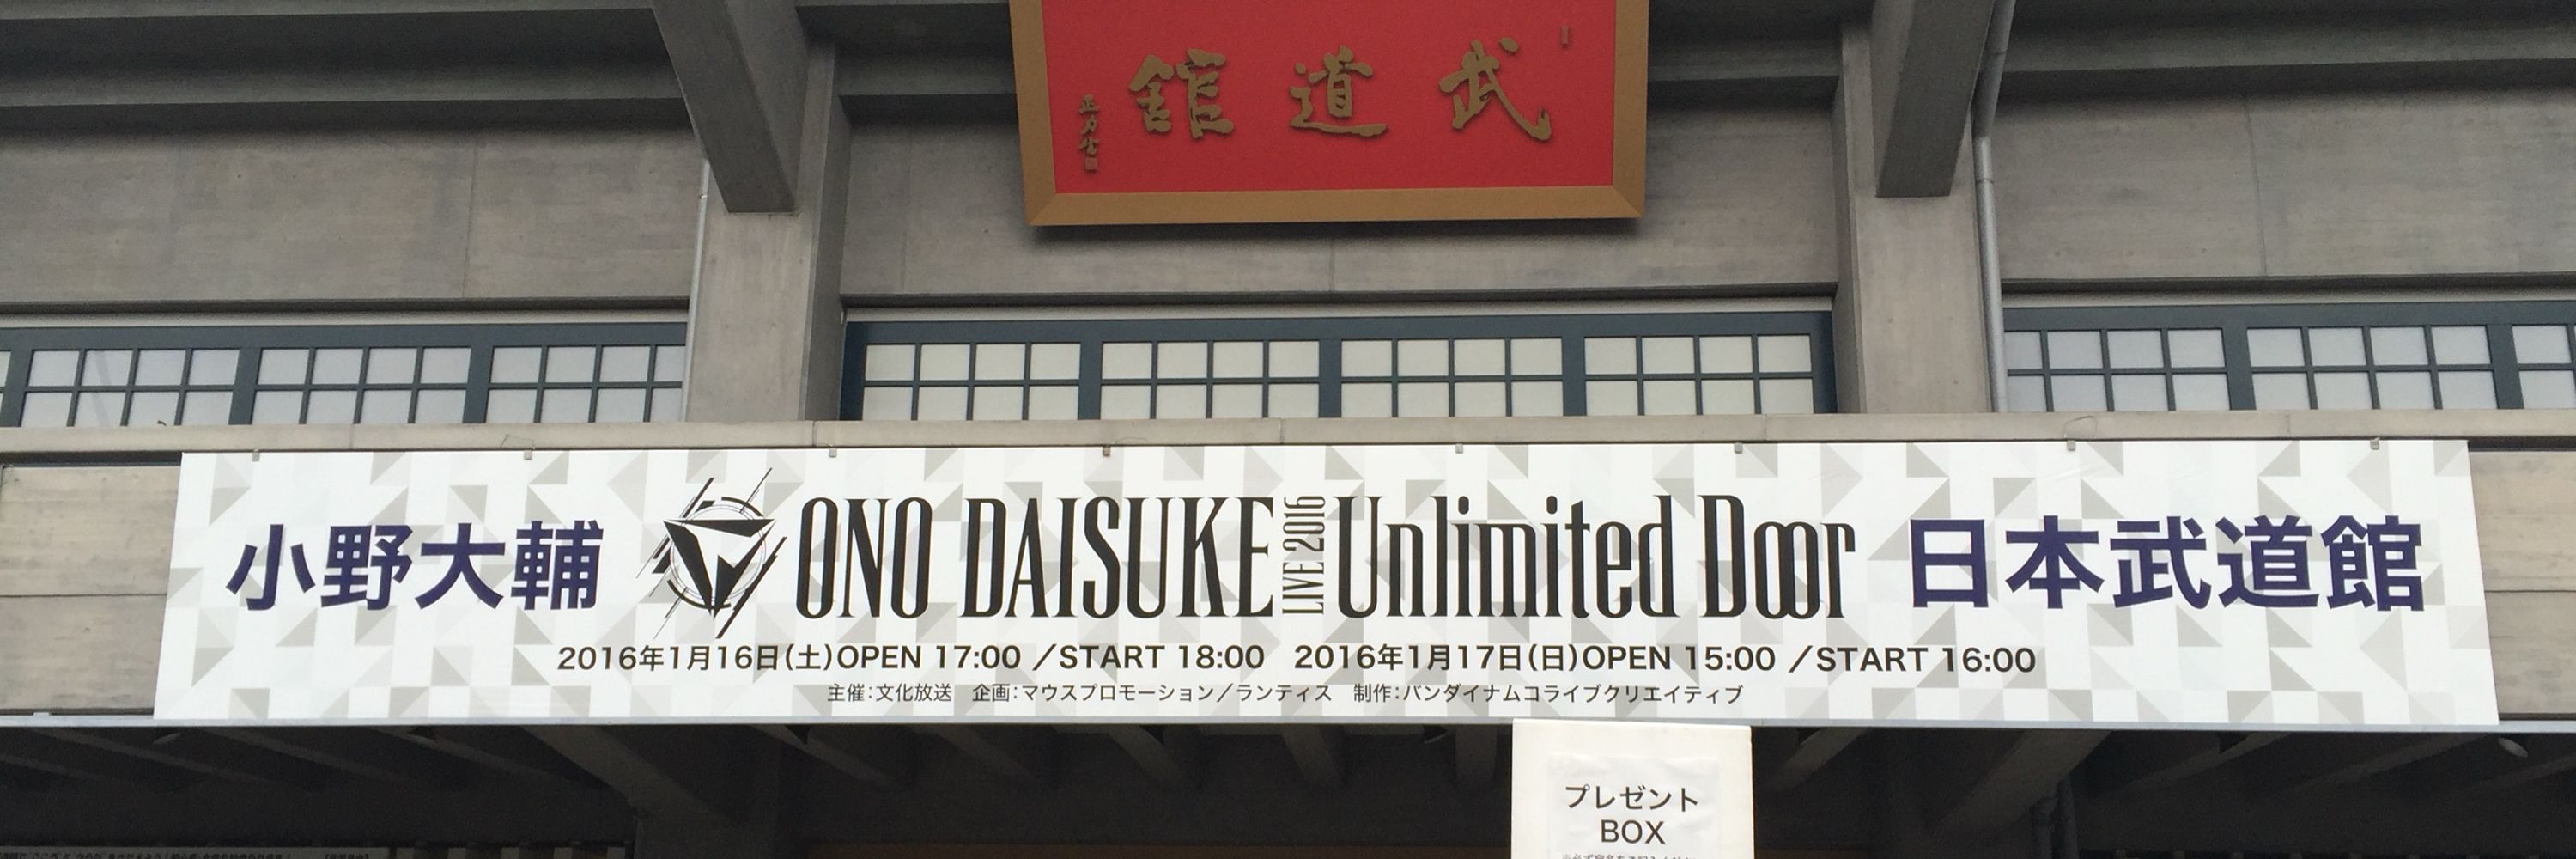 武道館
正力
小野大輔 ONO DAISUKE LIVE 2016 Unlimited Door 日本武道館
2016年1月16日(土)OPEN 17:00 /START 18:00 2016年1月17日(日)OPEN 15:00 /START 16:00
主催:文化放送 企画:マウスプロモーション/ランティス 制作:バンダイナムコライブクリエイティブ
プレゼント
BOX